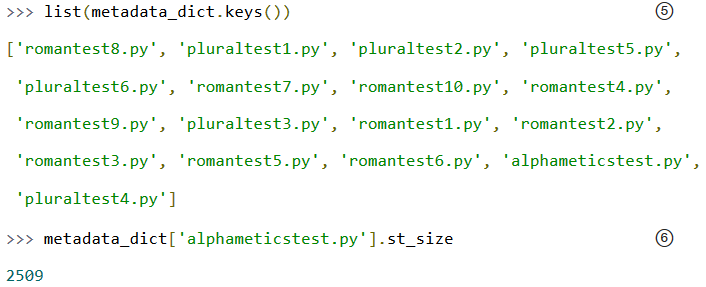 >>> list(metadata_dict.keys()) ⑤
['romantest8.py', 'pluraltest1.py', 'pluraltest2.py', 'pluraltest5.py',
'pluraltest6.py', 'romantest7.py', 'romantest10.py', 'romantest4.py',
'romantest9.py', 'pluraltest3.py', 'romantest1.py', 'romantest2.py',
'romantest3.py', 'romantest5.py', 'romantest6.py', 'alphameticstest.py',
'pluraltest4.py']
>>> metadata_dict['alphameticstest.py'].st_size ⑥
2509